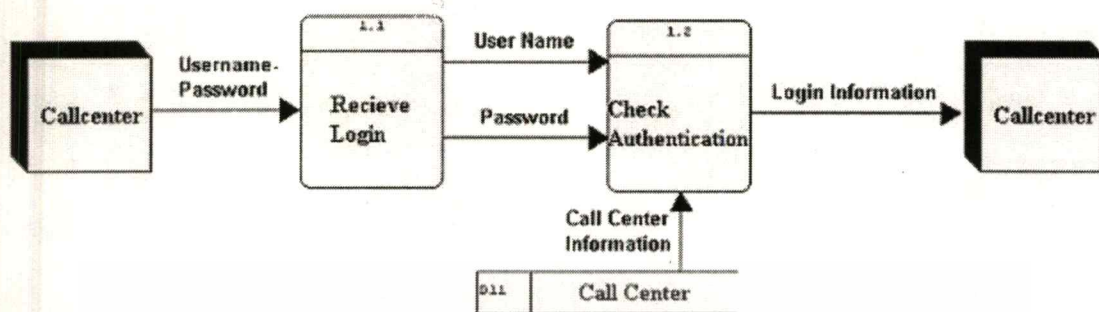 1.1
1.2
User Name
Username-
Password
Callcenter
Recieve
Login
Password
Check
Authentication
Login Information
Callcenter
Call Center
Information
D11
Call Center